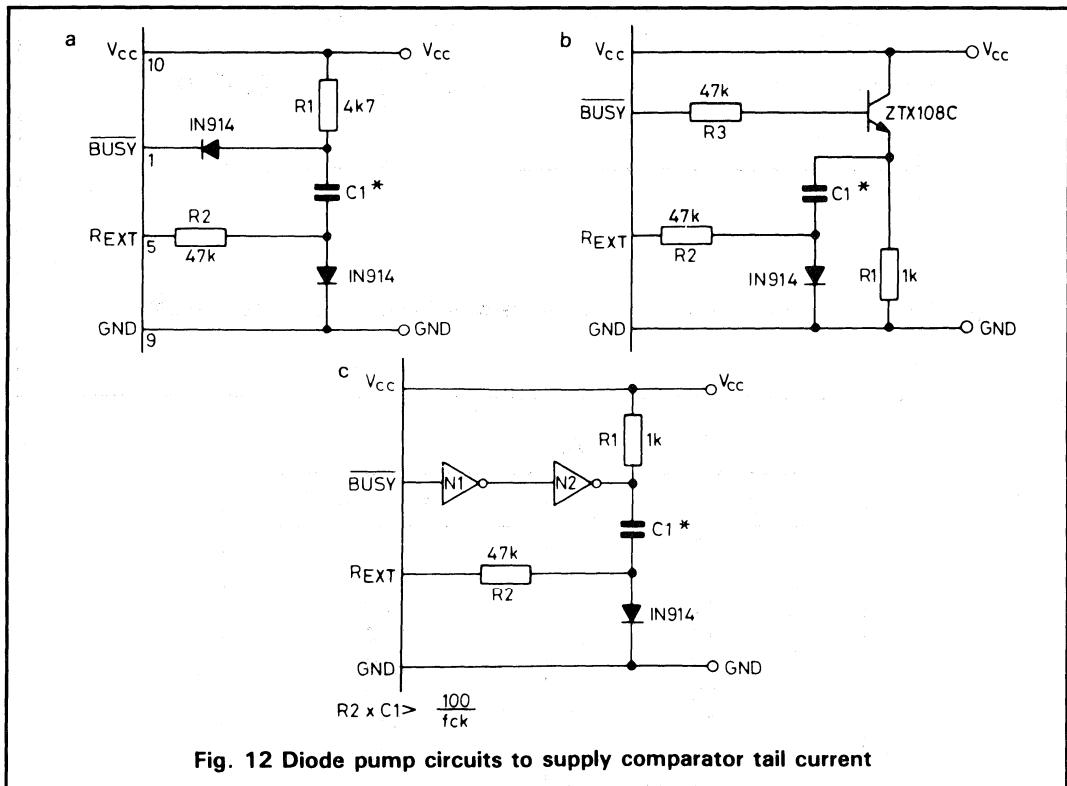 a
Vcc
10
Vcc
R1
4k7
IN914
BUSY
1
C1 *
R2
REXT
5
47k
IN914
GND
9
GND
b
Vcc
Vcc
47k
BUSY
R3
ZTX108C
C1 *
47k
REXT
R2
IN914
R1
1k
GND
GND
c
Vcc
Vcc
R1
1k
BUSY
N1
N2
C1 *
47k
REXT
R2
IN914
GND
GND
R2 x C1> 100
fck
Fig. 12 Diode pump circuits to supply comparator tail current